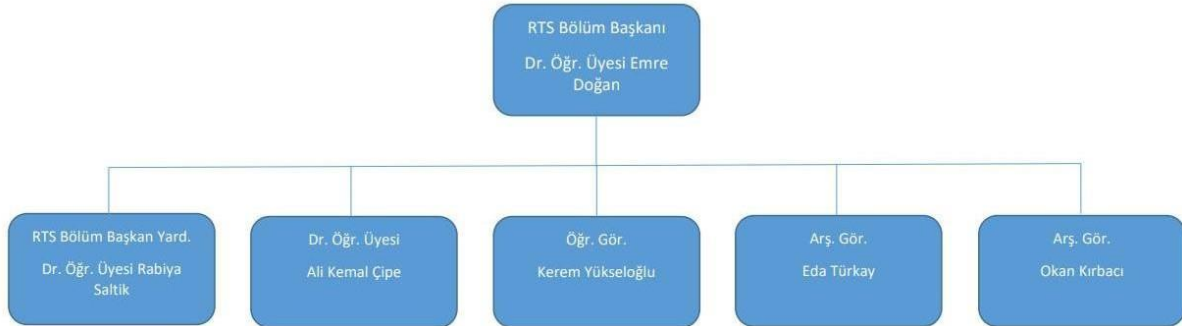 RTS Bölüm Başkanı
Dr. Öğr. Üyesi Emre
Doğan
RTS Bölüm Başkan Yard.
Dr. Öğr. Üyesi Rabiya
Saltik
Dr. Öğr. Üyesi
Ali Kemal Çipe
Öğr. Gör.
Kerem Yükseloğlu
Arş. Gör.
Eda Türkay
Arş. Gör.
Okan Kırbacı